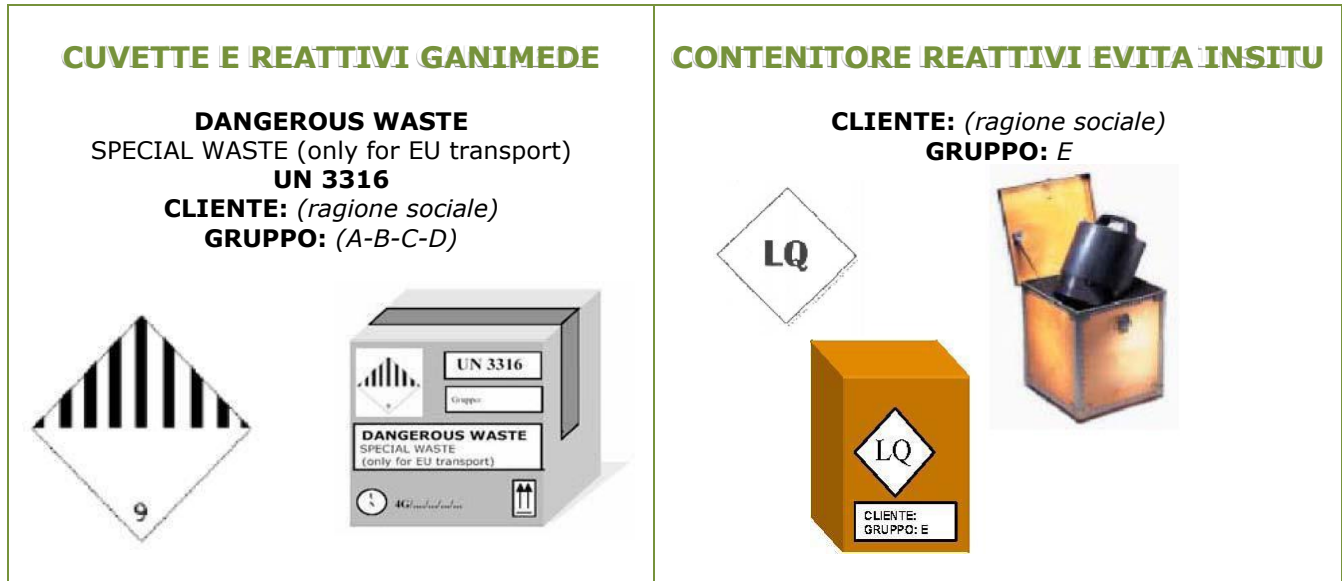 CUVETTE E REATTIVI GANIMEDE
DANGEROUS WASTE
SPECIAL WASTE (only for EU transport)
UN 3316
CLIENTE: (ragione sociale)
GRUPPO: (A-B-C-D)
9
UN 3316
Gruppo:
9
DANGEROUS WASTE
SPECIAL WASTE
(only for EU transport)
4G/..../..../..../...
CONTENITORE REATTIVI EVITA INSITU
CLIENTE: (ragione sociale)
GRUPPO: E
LQ
LQ
CLIENTE:
GRUPPO: E